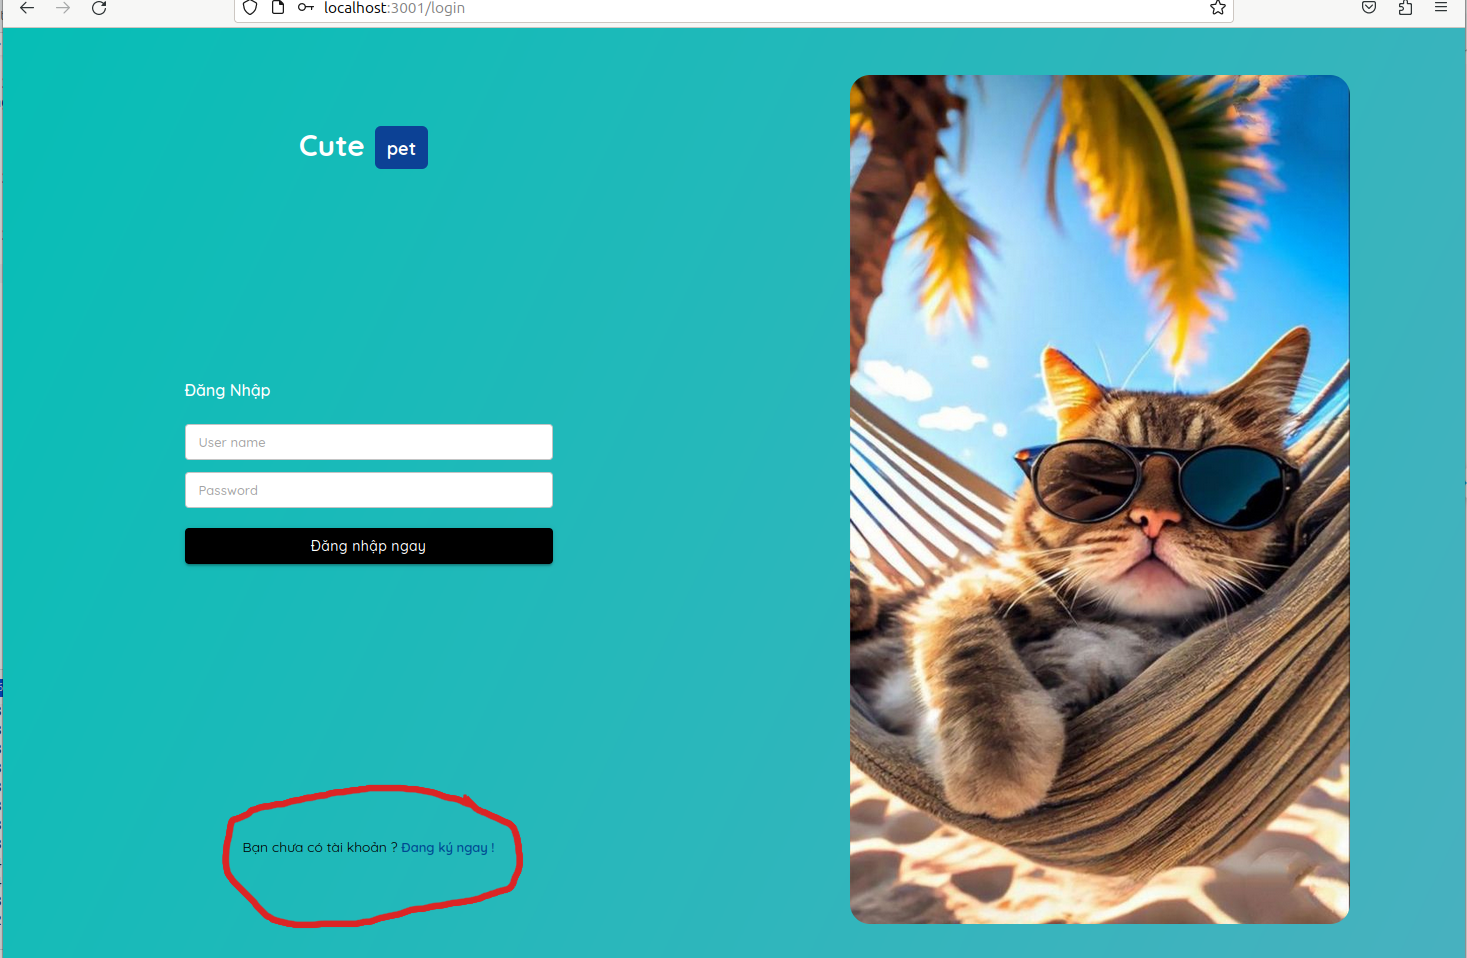 localhost:3001/login
Cute pet
Đăng Nhập
User name
Password
Đăng nhập ngay
Bạn chưa có tài khoản ? Đang ký ngay !